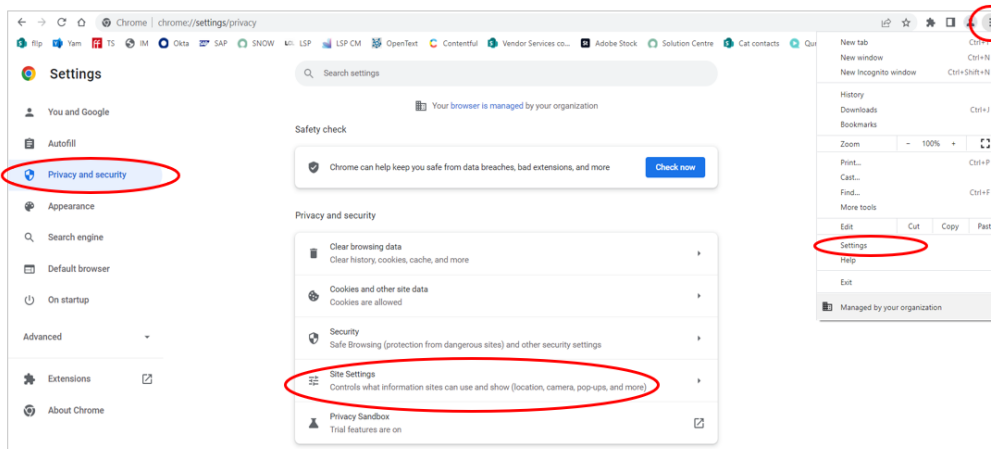 Chrome | chrome://settings/privacy
flip Yam TS IM Okta SAP SNOW LSP LSP CM OpenText Contentful Vendor Services co... Adobe Stock Solution Centre Cat contacts
Settings
Search settings
You and Google
Autofill
Privacy and security
Appearance
Search engine
Default browser
On startup
Advanced
Extensions
About Chrome
Your browser is managed by your organization
Safety check
Chrome can help keep you safe from data breaches, bad extensions, and more
Check now
Privacy and security
Clear browsing data
Clear history, cookies, cache, and more
Cookies and other site data
Cookies are allowed
Security
Safe Browsing (protection from dangerous sites) and other security settings
Site Settings
Controls what information sites can use and show (location, camera, pop-ups, and more)
Privacy Sandbox
Trial features are on
New tab
New window Ctrl+N
New Incognito window Ctrl+Shift+N
History
Downloads Ctrl+J
Bookmarks
Zoom - 100% +
Print... Ctrl+P
Cast...
Find... Ctrl+F
More tools
Edit Cut Copy Past
Settings
Help
Exit
Managed by your organization